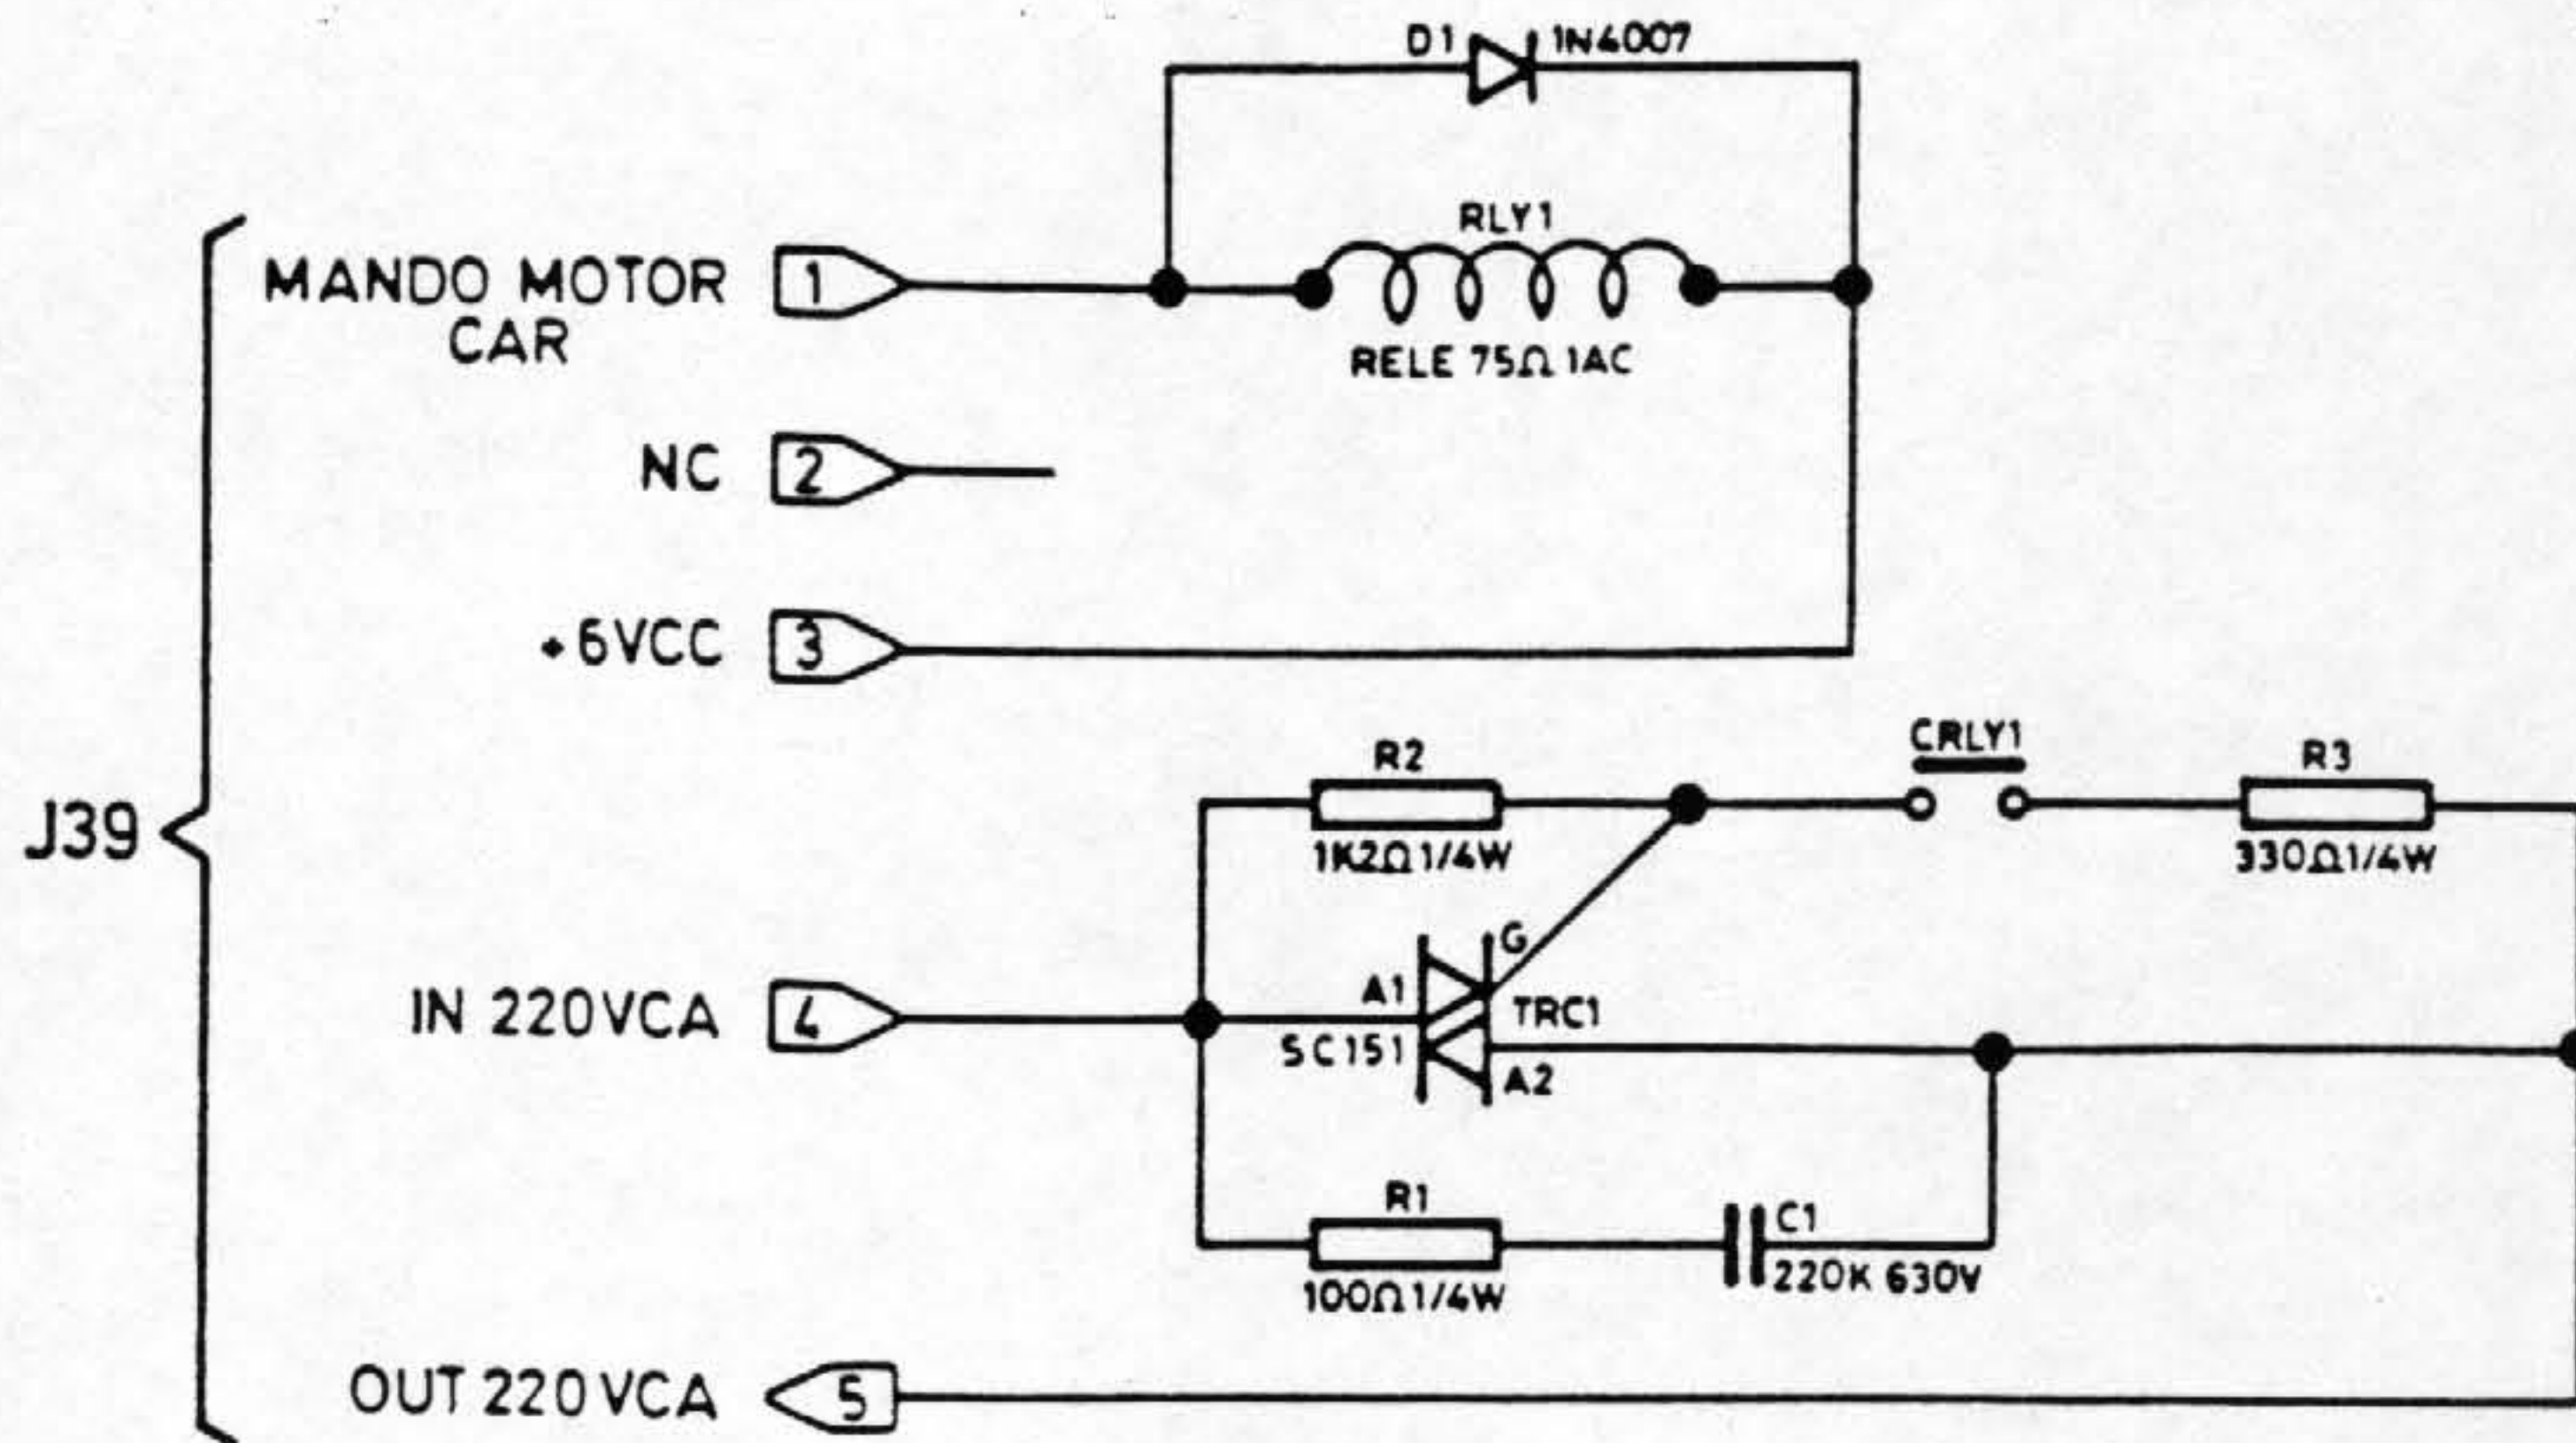 D1 1N4007
RLY1
MANDO MOTOR 1
CAR
RELE 75Ω 1AC
NC 2
+6VCC 3
CRLY1
R2
R3
J39
1K2Ω 1/4W
330Ω 1/4W
G
A1
IN 220VCA 4
TRC1
SC151
A2
R1
C1
100Ω 1/4W
220K 630V
OUT 220VCA 5